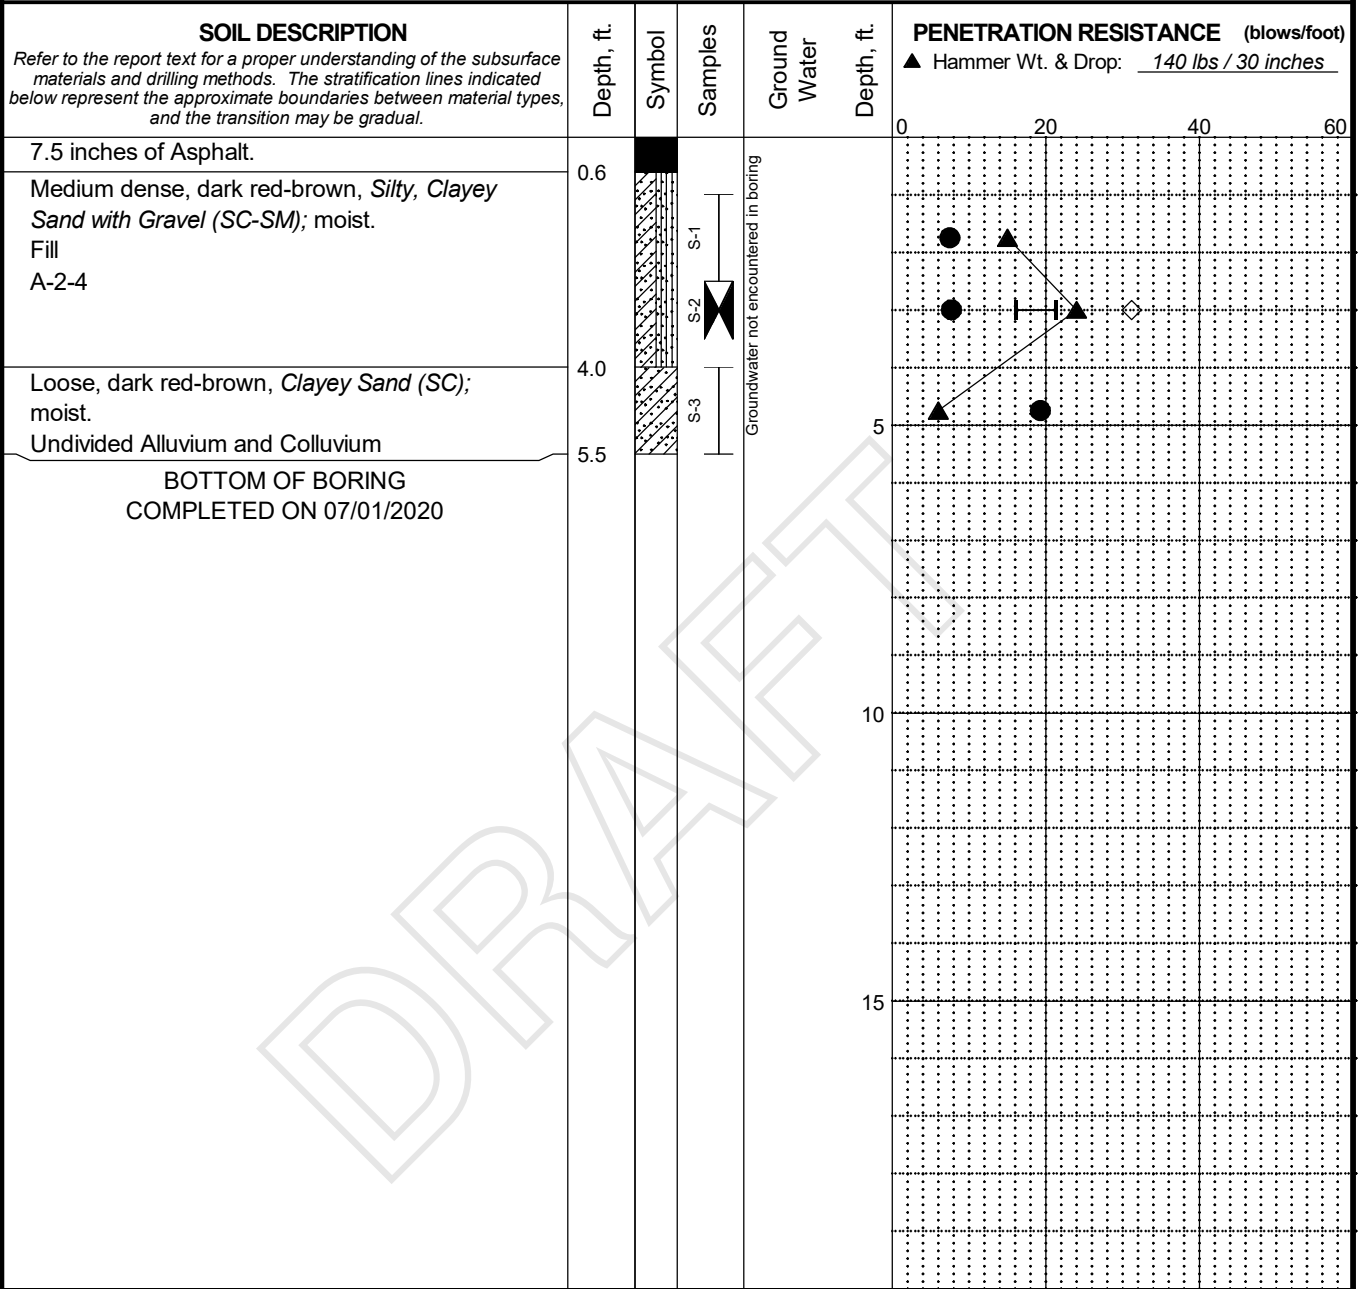 SOIL DESCRIPTION
Refer to the report text for a proper understanding of the subsurface
materials and drilling methods. The stratification lines indicated
below represent the approximate boundaries between material types,
and the transition may be gradual.
Depth, ft.
Symbol
Samples
Ground
Water
Depth, ft.
PENETRATION RESISTANCE (blows/foot)
▲ Hammer Wt. & Drop: 140 lbs / 30 inches
0 20 40 60
7.5 inches of Asphalt.
0.6
Medium dense, dark red-brown, Silty, Clayey
Sand with Gravel (SC-SM); moist.
Fill
A-2-4
4.0
Loose, dark red-brown, Clayey Sand (SC);
moist.
Undivided Alluvium and Colluvium
5.5
BOTTOM OF BORING
COMPLETED ON 07/01/2020
S-1
S-2
S-3
Groundwater not encountered in boring
5
10
15
DRAFT